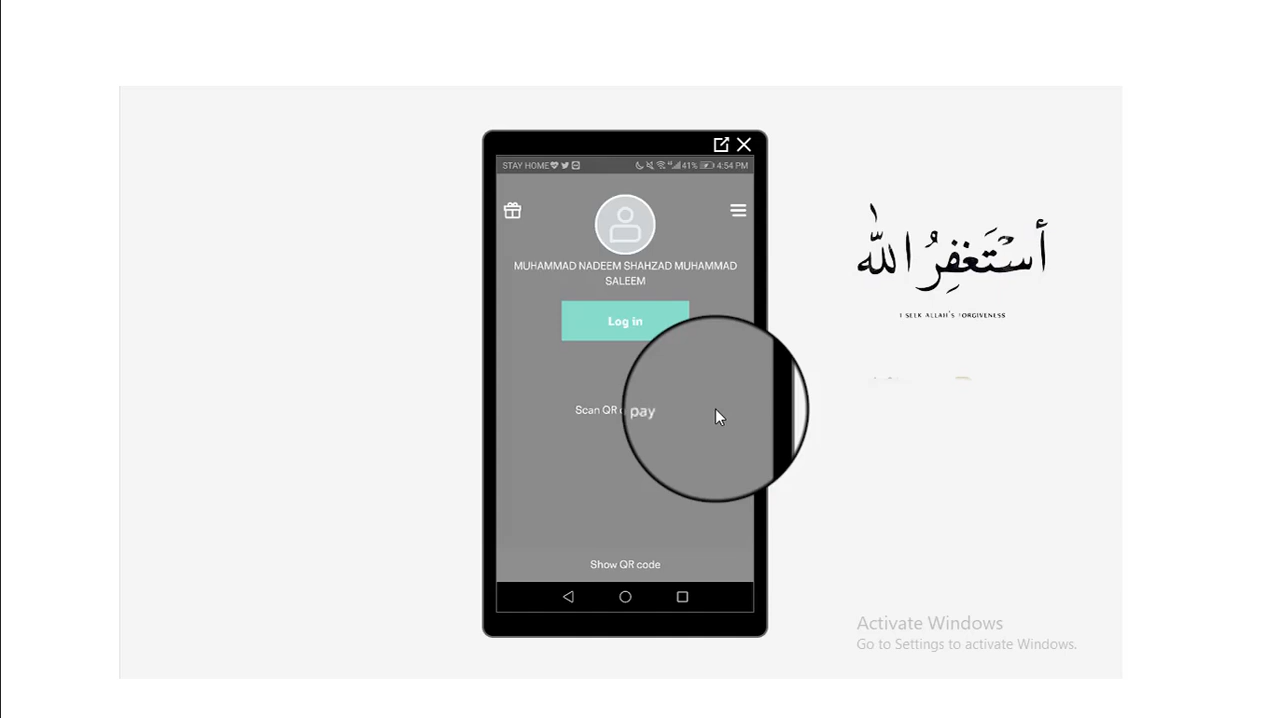 STAY HOME
41% 4:54 PM
MUHAMMAD NADEEM SHAHZAD MUHAMMAD
SALEEM
Log in
Scan QR
pay
Show QR code
أَسْتَغْفِرُ اللّٰه
I SEEK ALLAH'S FORGIVENESS
Activate Windows
Go to Settings to activate Windows.